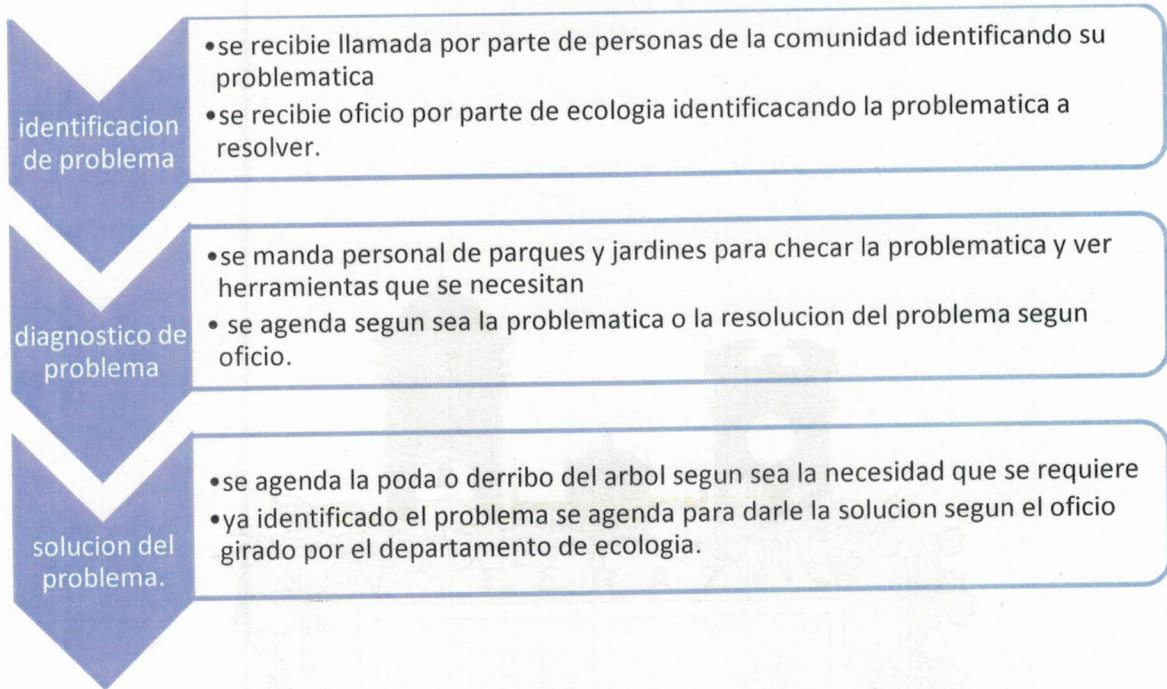 identificacion
de problema
•se recibie llamada por parte de personas de la comunidad identificando su
problematica
•se recibie oficio por parte de ecologia identificacando la problematica a
resolver.
diagnostico de
problema
•se manda personal de parques y jardines para checar la problematica y ver
herramientas que se necesitan
• se agenda segun sea la problematica o la resolucion del problema segun
oficio.
solucion del
problema.
•se agenda la poda o derribo del arbol segun sea la necesidad que se requiere
•ya identificado el problema se agenda para darle la solucion segun el oficio
girado por el departamento de ecologia.